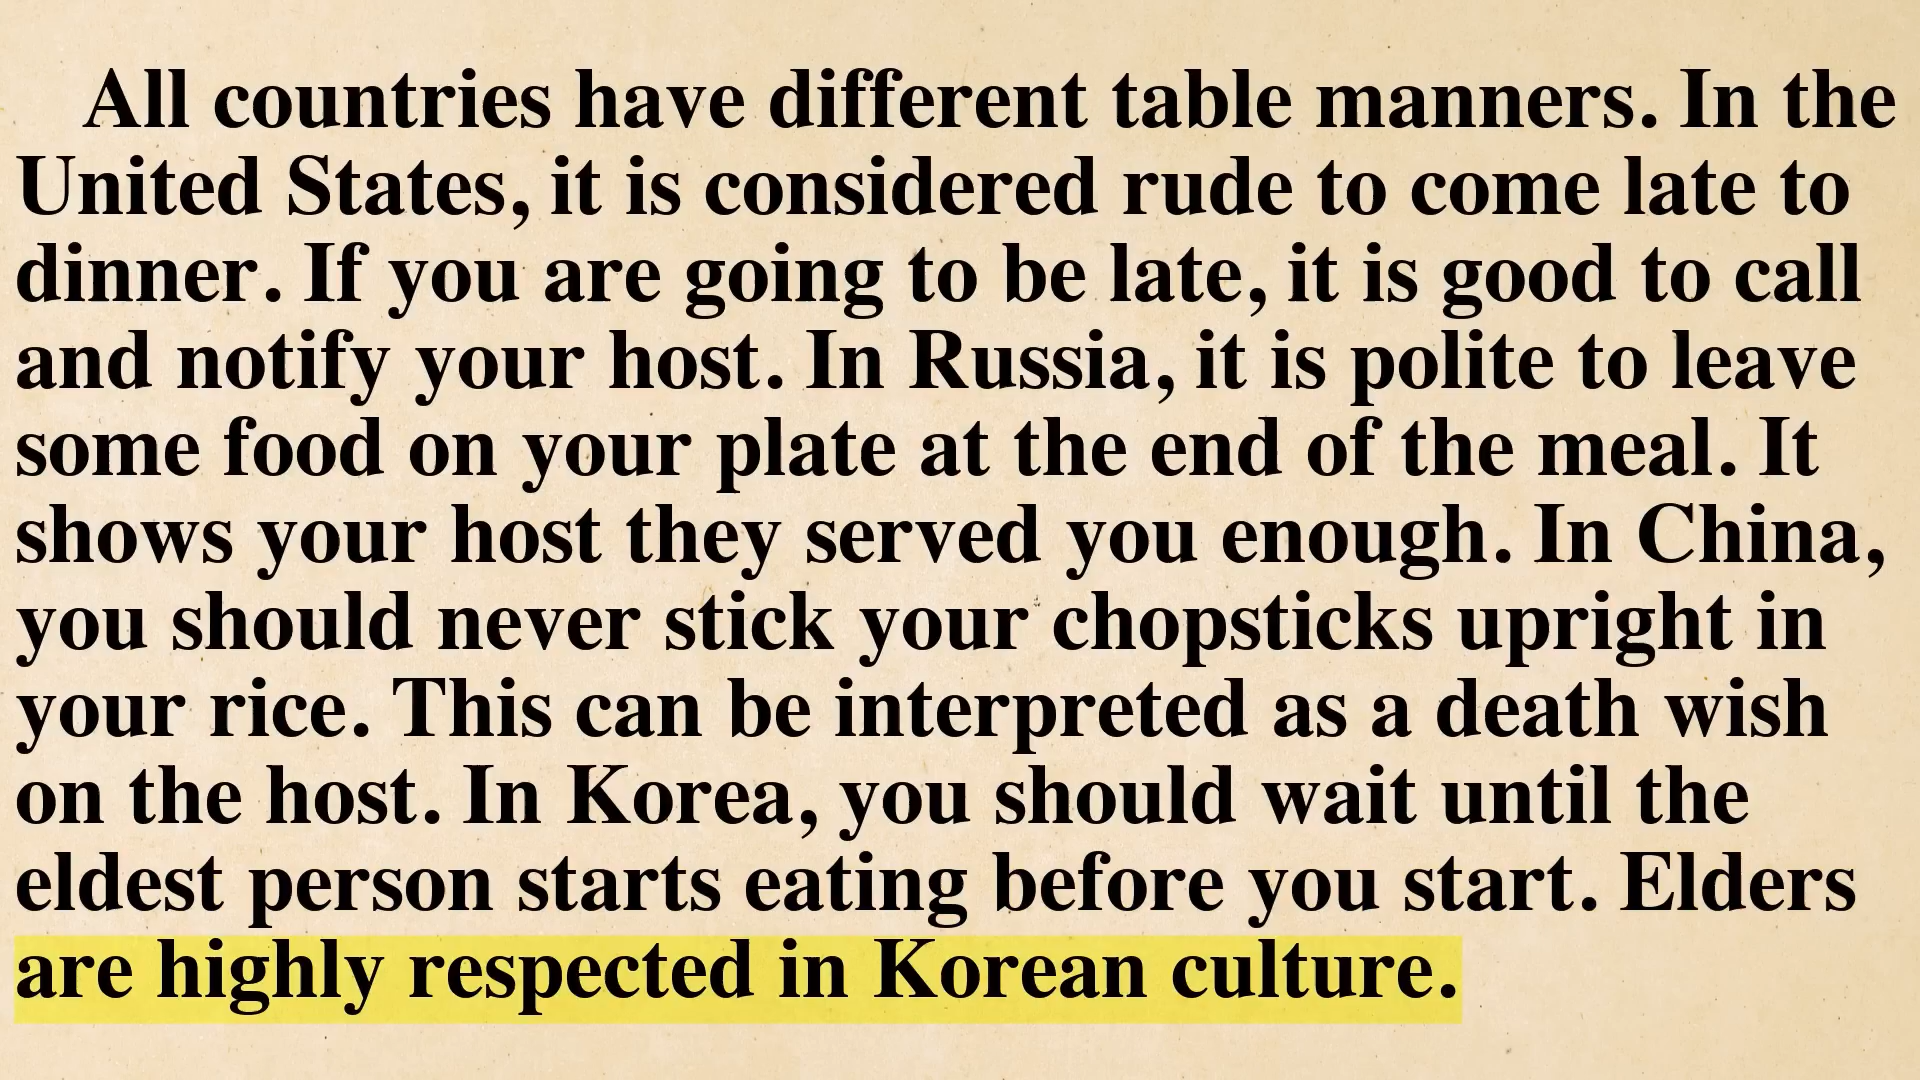 All countries have different table manners. In the
United States, it is considered rude to come late to
dinner. If you are going to be late, it is good to call
and notify your host. In Russia, it is polite to leave
some food on your plate at the end of the meal. It
shows your host they served you enough. In China,
you should never stick your chopsticks upright in
your rice. This can be interpreted as a death wish
on the host. In Korea, you should wait until the
eldest person starts eating before you start. Elders
are highly respected in Korean culture.